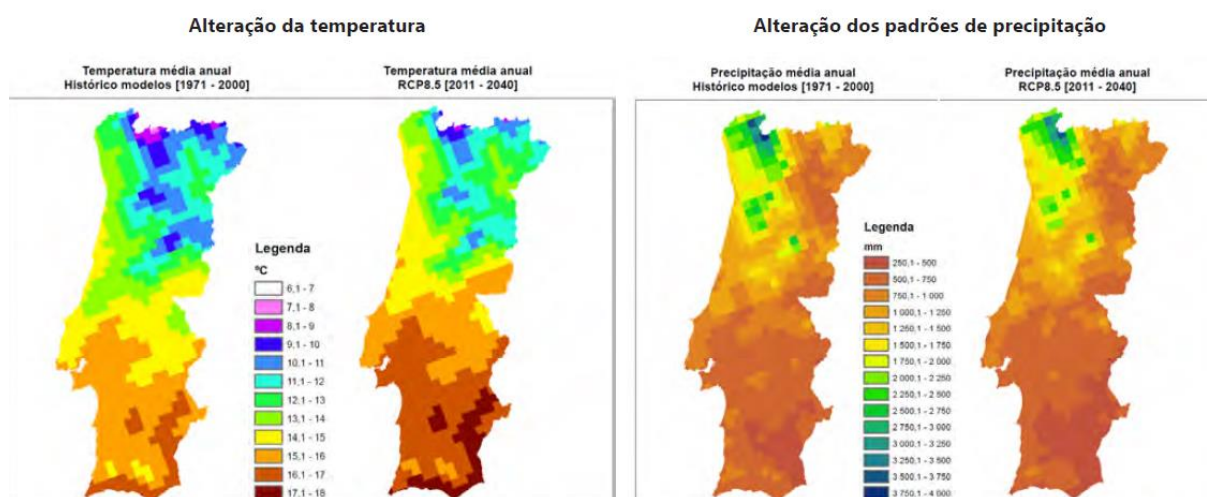 Alteração da temperatura
Alteração dos padrões de precipitação
Temperatura média anual
Histórico modelos [1971 - 2000]
Temperatura média anual
RCP8.5 [2011 - 2040]
Precipitação média anual
Histórico modelos [1971 - 2000]
Precipitação média anual
RCP8.5 [2011 - 2040]
Legenda
ºC
6,1 - 7
7,1 - 8
8,1 - 9
9,1 - 10
10,1 - 11
11,1 - 12
12,1 - 13
13,1 - 14
14,1 - 15
15,1 - 16
16,1 - 17
17,1 - 18
Legenda
mm
250,1 - 500
500,1 - 750
750,1 - 1 000
1 000,1 - 1 250
1 250,1 - 1 500
1 500,1 - 1 750
1 750,1 - 2 000
2 000,1 - 2 250
2 250,1 - 2 500
2 500,1 - 2 750
2 750,1 - 3 000
3 000,1 - 3 250
3 250,1 - 3 500
3 500,1 - 3 750
3 750,1 - 4 000